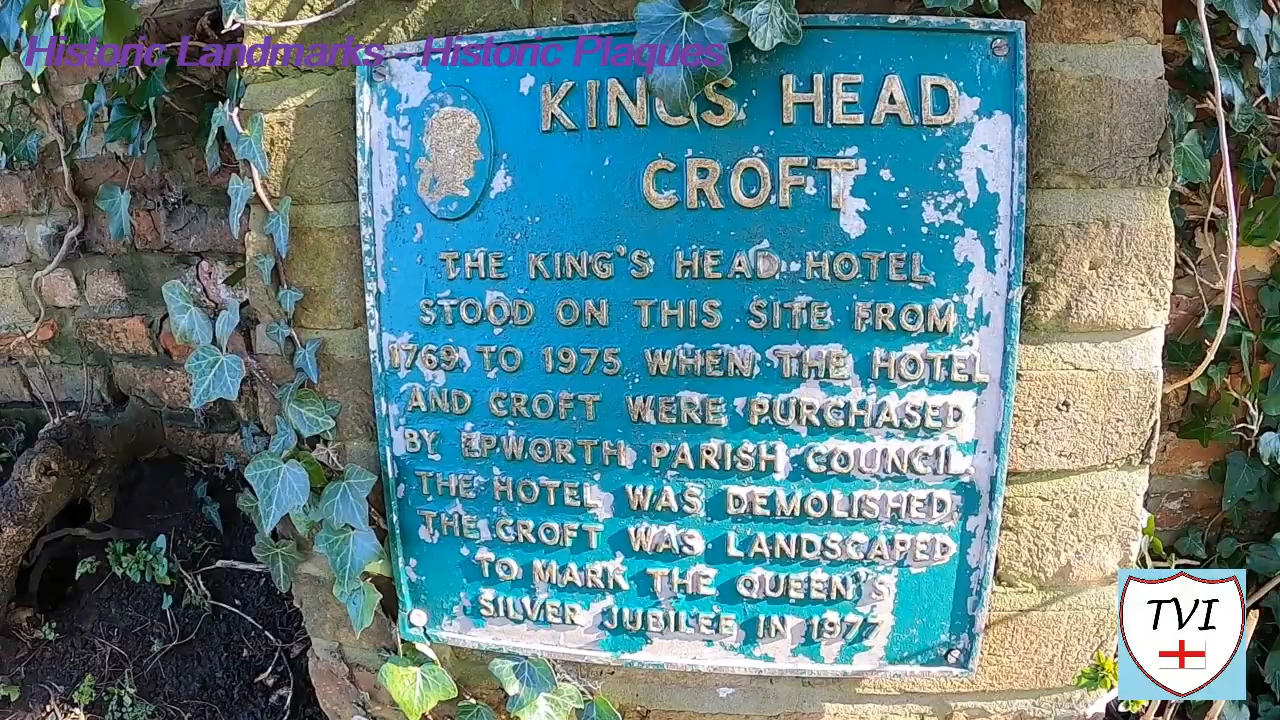 Historic Landmarks - Historic Plaques
KINGS HEAD
CROFT
THE KING'S HEAD HOTEL
STOOD ON THIS SITE FROM
1769 TO 1975 WHEN THE HOTEL
AND CROFT WERE PURCHASED
BY EPWORTH PARISH COUNCIL.
THE HOTEL WAS DEMOLISHED.
THE CROFT WAS LANDSCAPED
TO MARK THE QUEEN'S
SILVER JUBILEE IN 1977
TVI